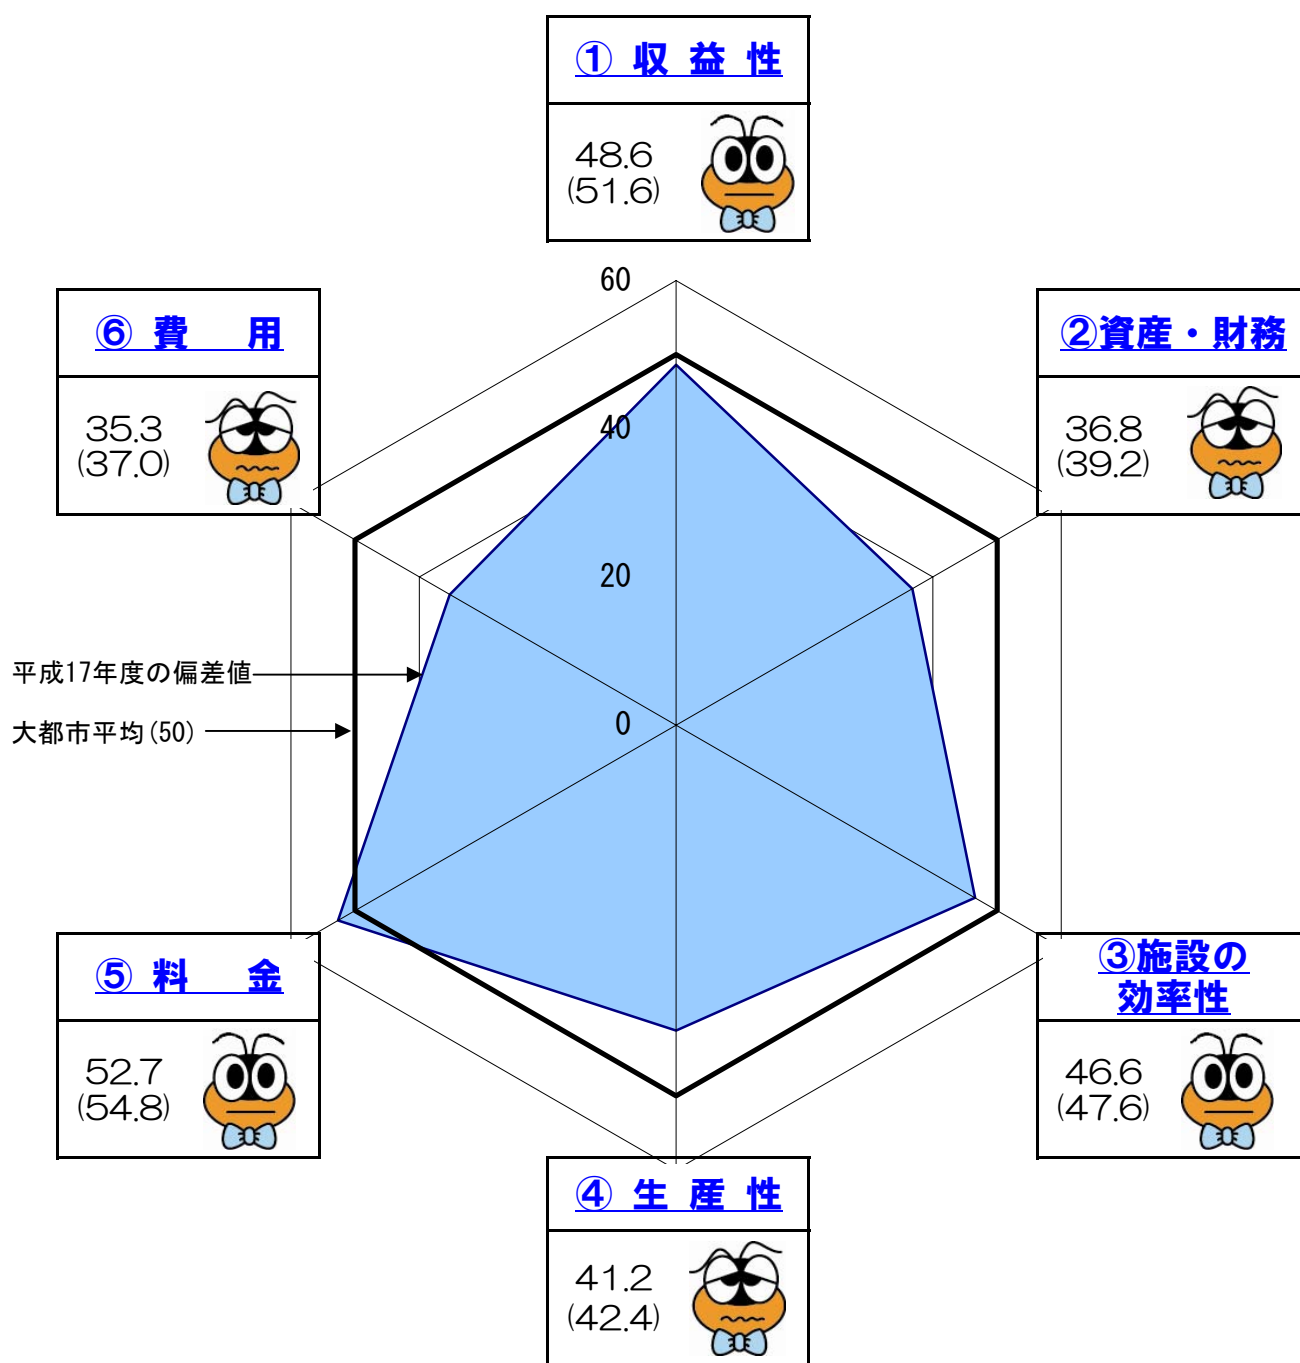 ① 収 益 性
48.6
(51.6)
⑥ 費 用
35.3
(37.0)
②資産・財務
36.8
(39.2)
60
40
20
0
平成17年度の偏差値
大都市平均(50)
⑤ 料 金
52.7
(54.8)
③施設の
効率性
46.6
(47.6)
④ 生 産 性
41.2
(42.4)